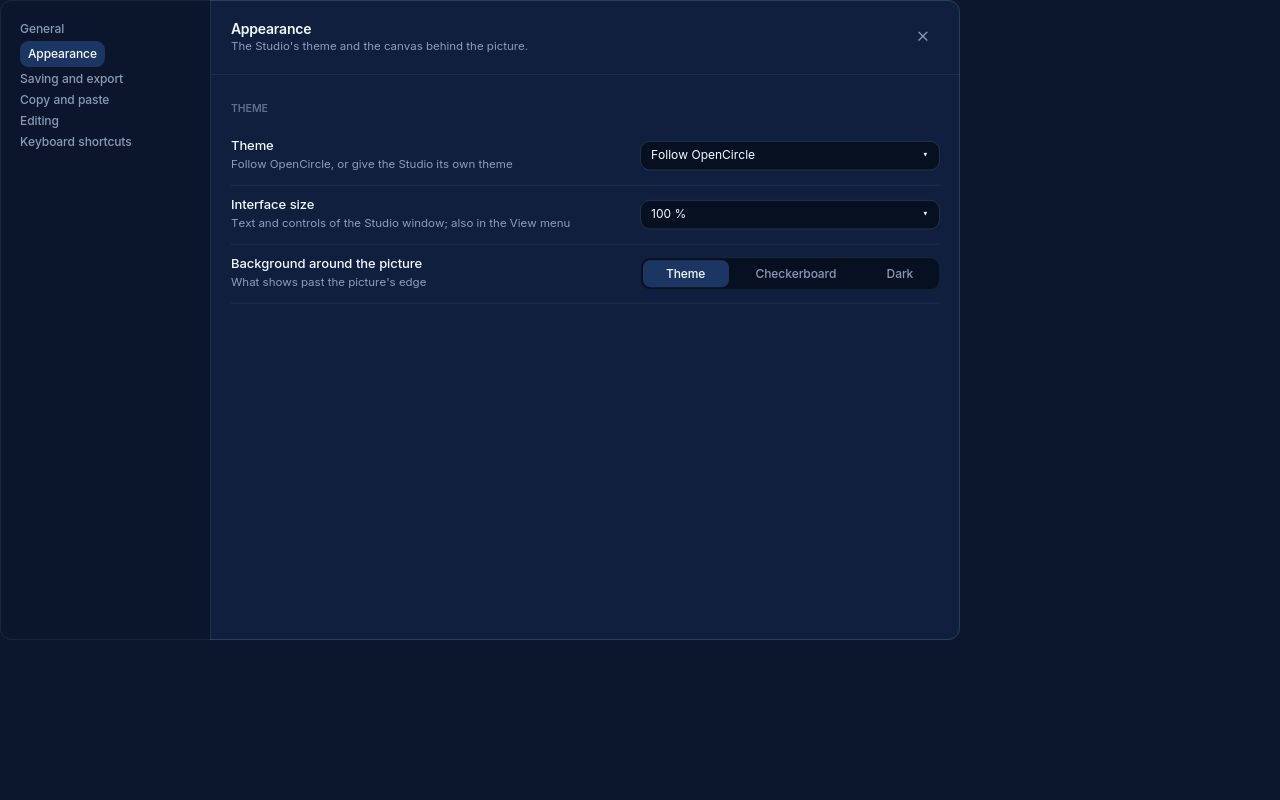 General
Appearance
Saving and export
Copy and paste
Editing
Keyboard shortcuts
Appearance
The Studio's theme and the canvas behind the picture.
THEME
Theme
Follow OpenCircle, or give the Studio its own theme
Follow OpenCircle
Interface size
Text and controls of the Studio window; also in the View menu
100 %
Background around the picture
What shows past the picture's edge
Theme Checkerboard Dark